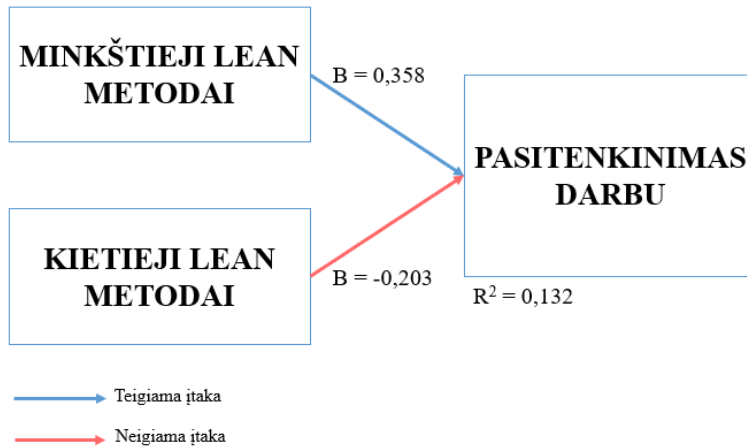 MINKŠTIEJI LEAN
METODAI
B = 0,358
PASITENKINIMAS
DARBU
KIETIEJI LEAN
METODAI
B = -0,203
R² = 0,132
Teigiama įtaka
Neigiama įtaka